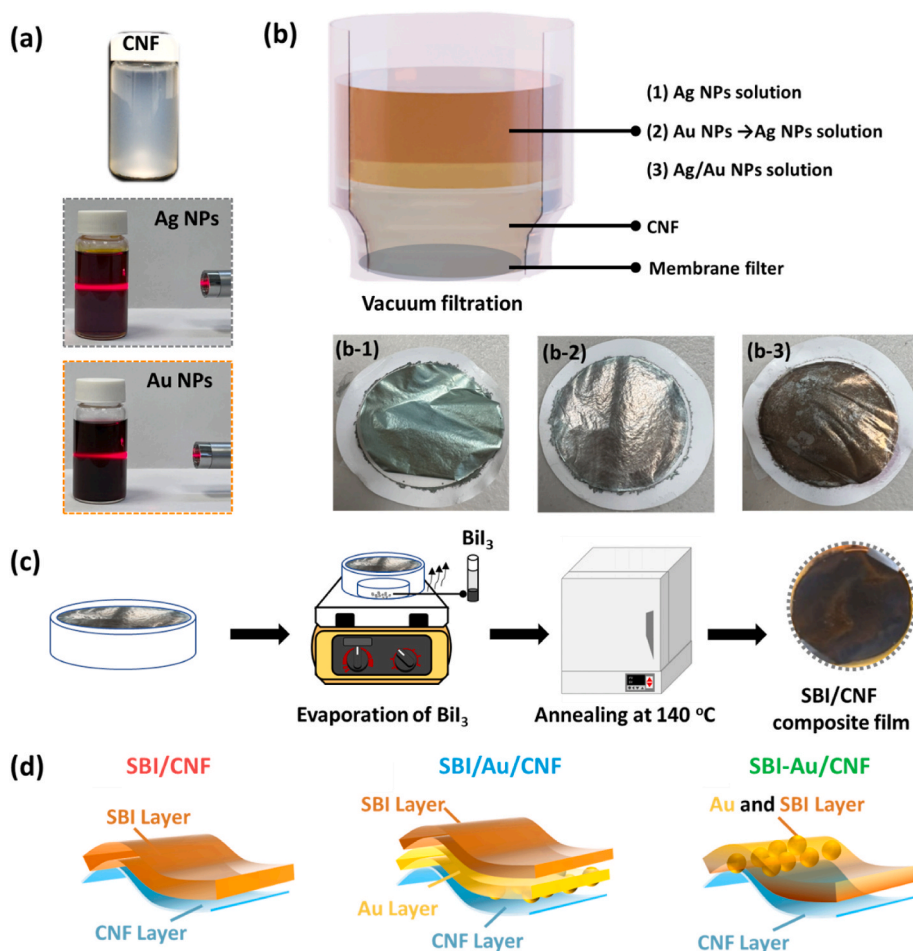 (a)
CNF
Ag NPs
Au NPs
(b)
(1) Ag NPs solution
(2) Au NPs →Ag NPs solution
(3) Ag/Au NPs solution
CNF
Membrane filter
Vacuum filtration
(b-1)
(b-2)
(b-3)
(c)
BiI₃
Evaporation of BiI₃
Annealing at 140 °C
SBI/CNF
composite film
(d)
SBI/CNF
SBI Layer
CNF Layer
SBI/Au/CNF
SBI Layer
Au Layer
CNF Layer
SBI-Au/CNF
Au and SBI Layer
CNF Layer